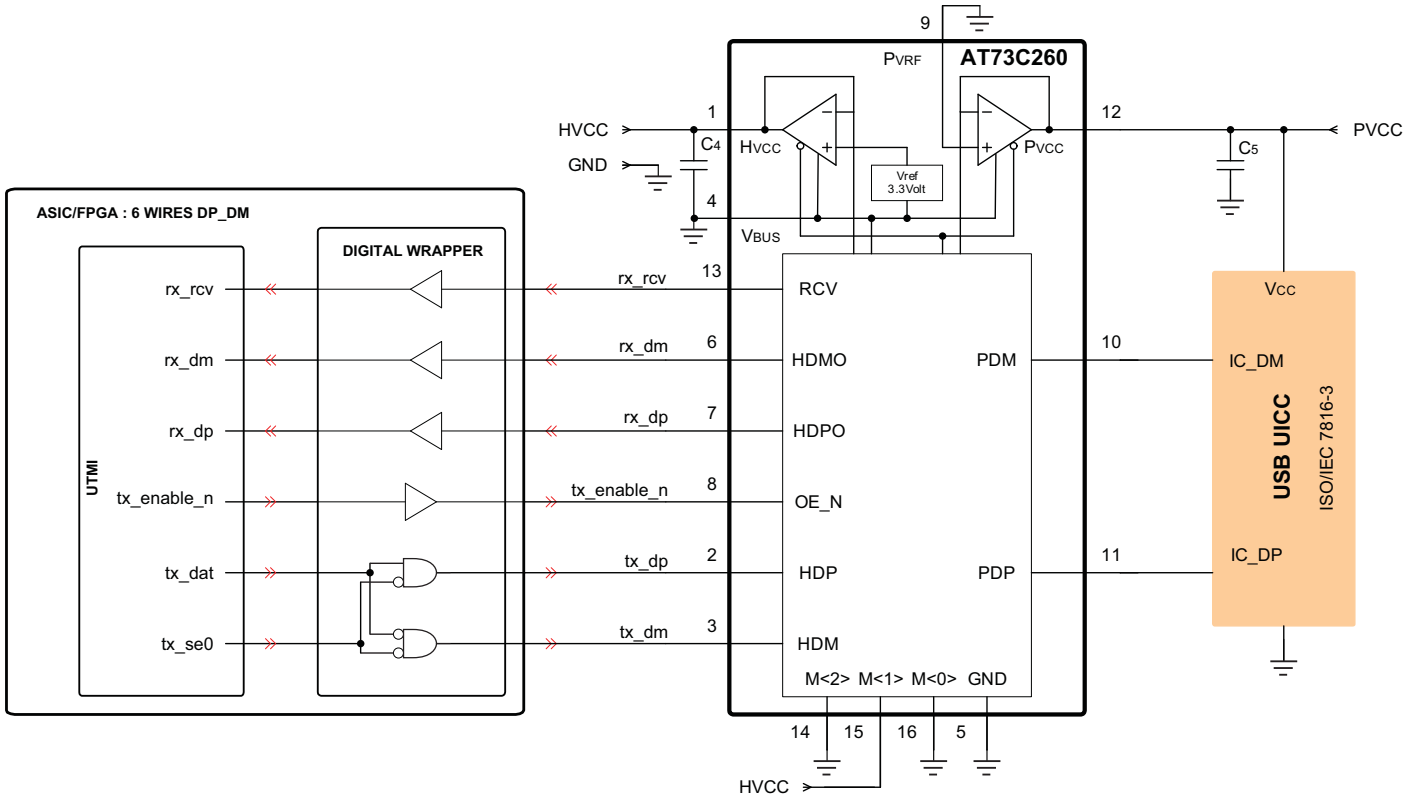 9
PVRF
AT73C260
HVCC
1
C4
HVCC
GND
4
VBUS
Vref
3.3Volt
PVCC
12
C5
PVCC
ASIC/FPGA : 6 WIRES DP_DM
DIGITAL WRAPPER
UTMI
rx_rcv
rx_rcv
13
RCV
rx_dm
rx_dm
6
HDMO
rx_dp
rx_dp
7
HDPO
tx_enable_n
tx_enable_n
8
OE_N
tx_dat
tx_dp
2
HDP
tx_se0
tx_dm
3
HDM
PDM
10
PDP
11
VCC
IC_DM
USB UICC
ISO/IEC 7816-3
IC_DP
M<2> M<1> M<0> GND
14
15
16
5
HVCC